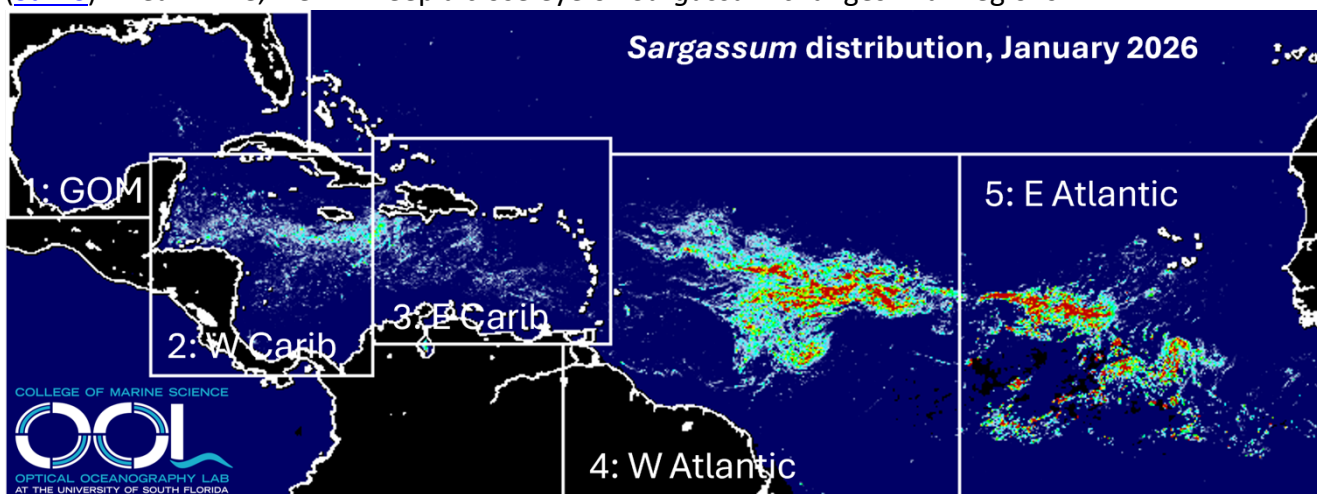 Sargassum distribution, January 2026
1: GOM
2: W Carib
3: E Carib
4: W Atlantic
5: E Atlantic
COLLEGE OF MARINE SCIENCE
OOL
OPTICAL OCEANOGRAPHY LAB
AT THE UNIVERSITY OF SOUTH FLORIDA